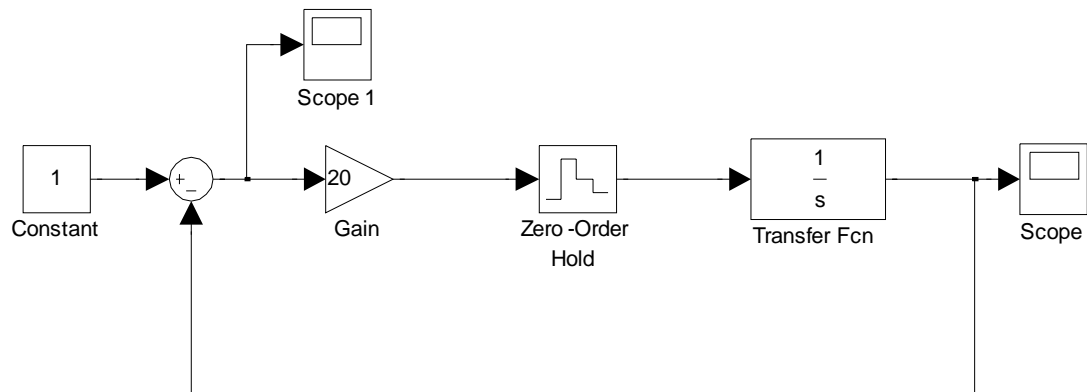 Scope 1
1
+
−
20
1
s
Constant
Gain
Zero -Order
Hold
Transfer Fcn
Scope